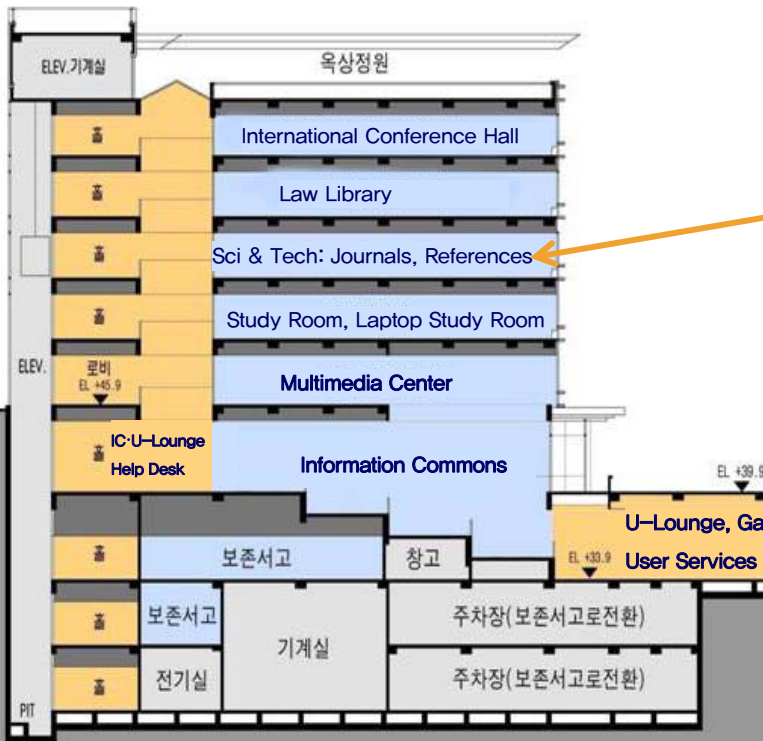 ELEV.기계실
옥상정원
홀
International Conference Hall
홀
Law Library
홀
Sci & Tech: Journals, References
홀
Study Room, Laptop Study Room
ELEV.
로비
EL +45.9
Multimedia Center
홀
IC·U-Lounge
Help Desk
Information Commons
EL +39.9
홀
보존서고
창고
EL +33.9
U-Lounge, Ga
User Services
홀
보존서고
기계실
주차장(보존서고로전환)
홀
전기실
주차장(보존서고로전환)
PIT